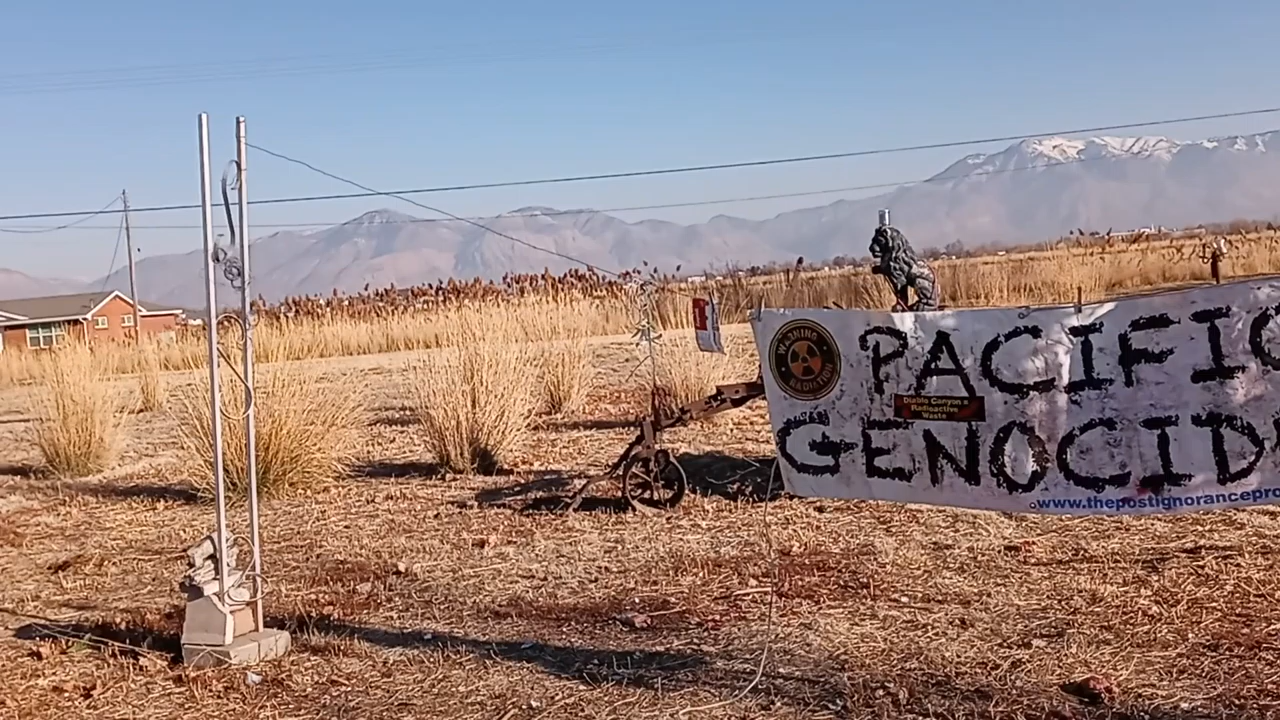 WARNING
RADIATION
PACIFIC
Diablo Canyon's
Radioactive
Waste
GENOCID
www.thepostignorancepro